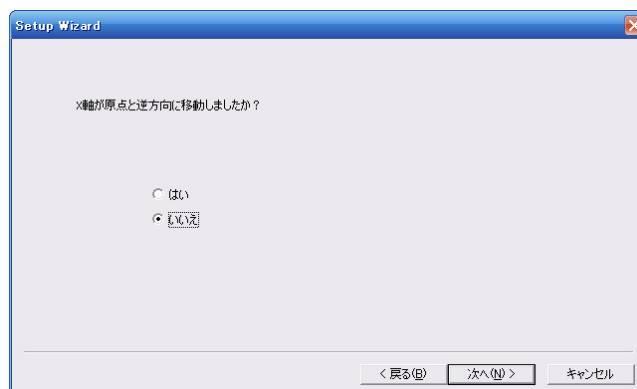 Setup Wizard
X軸が原点と逆方向に移動しましたか？
はい
いいえ
< 戻る(B)
次へ(N) >
キャンセル